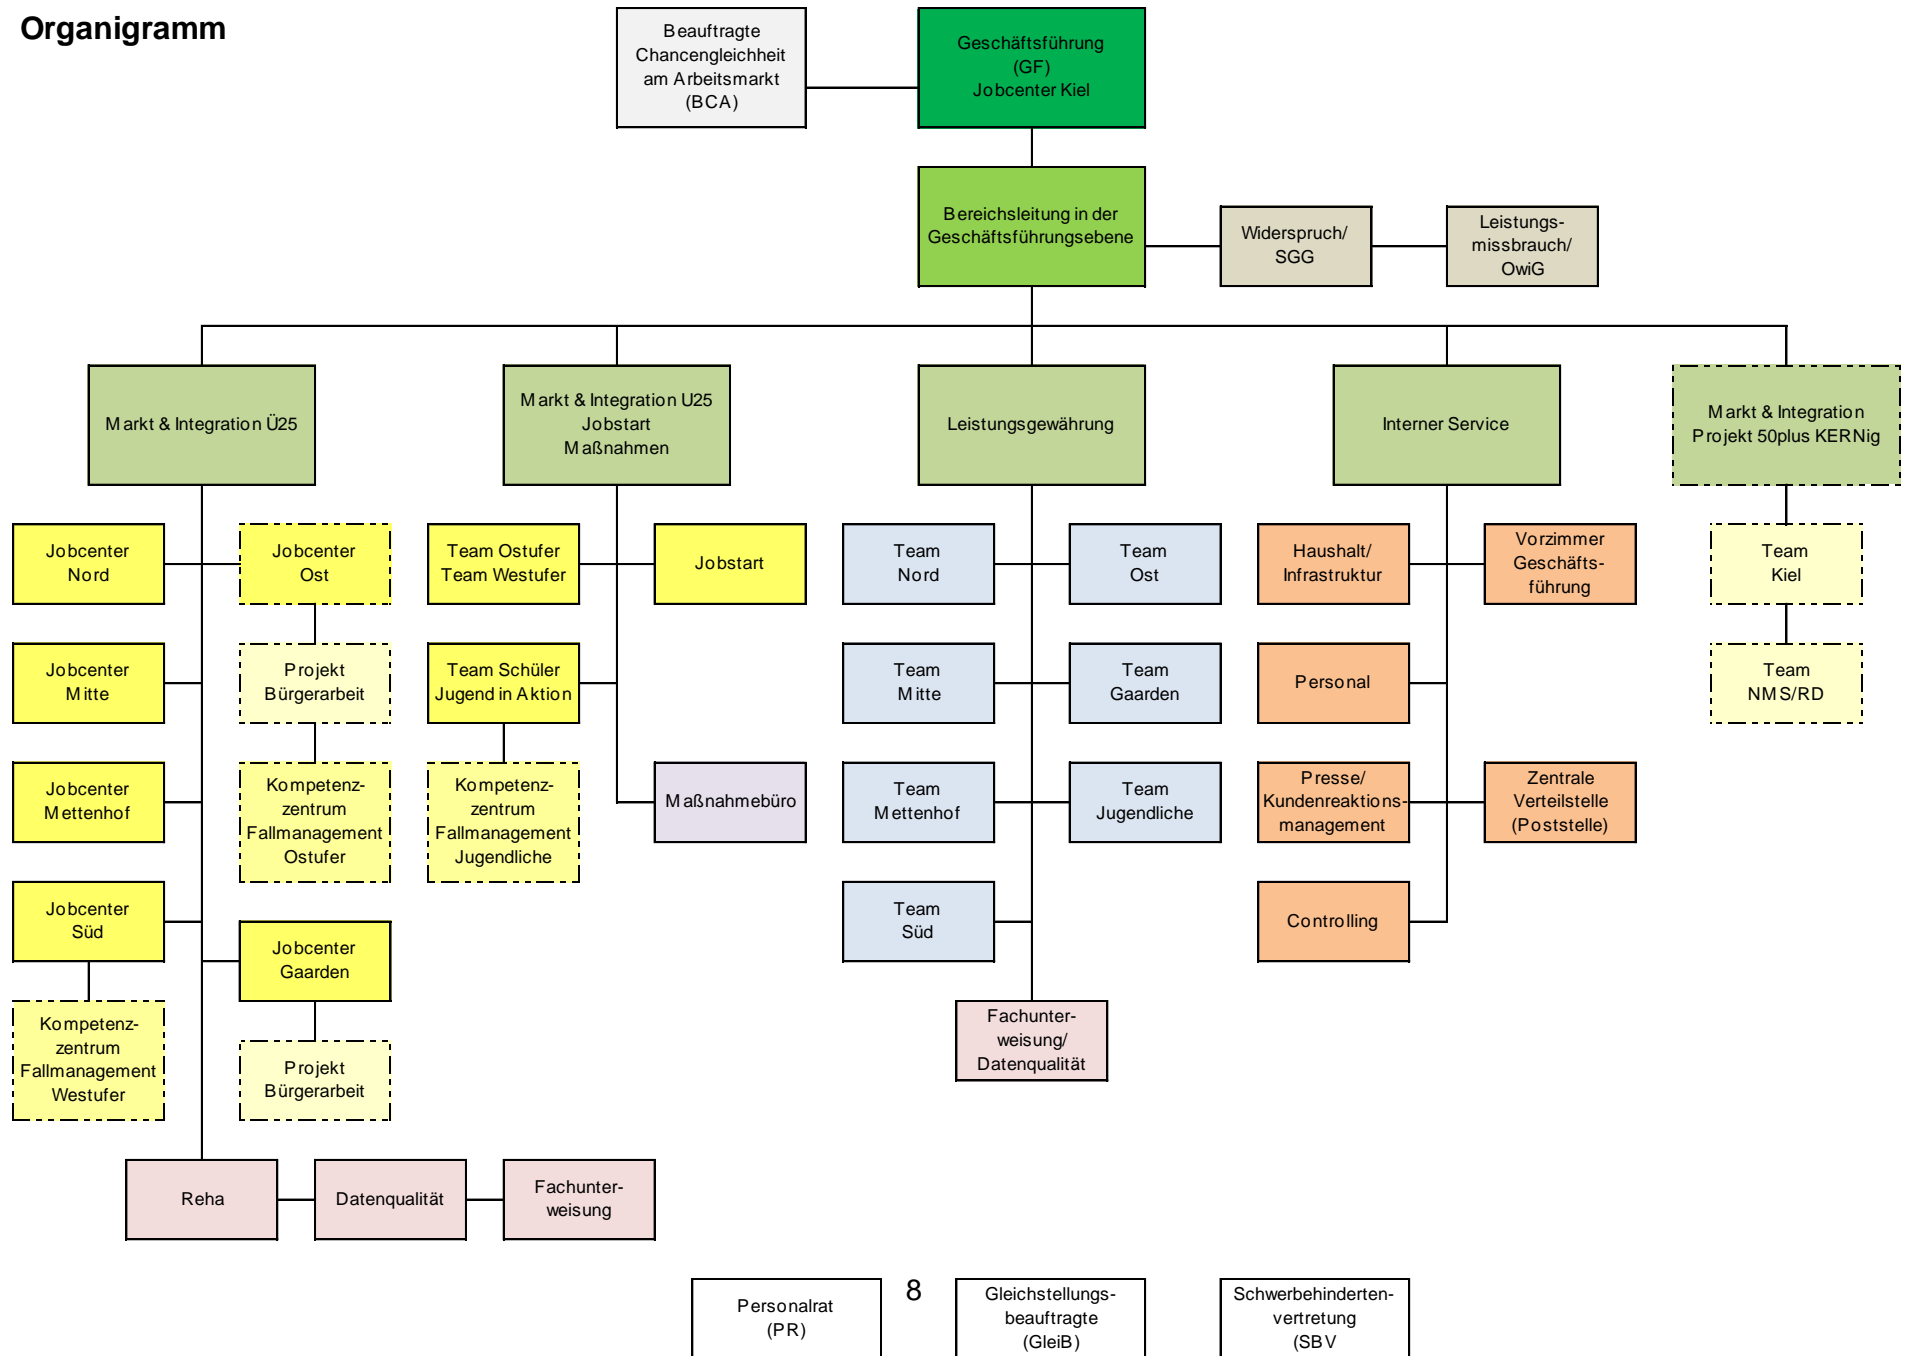 Organigramm
Beauftragte
Chancengleichheit
am Arbeitsmarkt
(BCA)
Geschäftsführung
(GF)
Jobcenter Kiel
Bereichsleitung in der
Geschäftsführungsebene
Widerspruch/
SGG
Leistungs-
missbrauch/
OwiG
Markt & Integration Ü25
Markt & Integration U25
Jobstart
Maßnahmen
Leistungsgewährung
Interner Service
Markt & Integration
Projekt 50plus KERNig
Jobcenter
Nord
Jobcenter
Ost
Team Ostufer
Team Westufer
Jobstart
Team
Nord
Team
Ost
Haushalt/
Infrastruktur
Vorzimmer
Geschäfts-
führung
Team
Kiel
Jobcenter
Mitte
Projekt
Bürgerarbeit
Team Schüler
Jugend in Aktion
Team
Mitte
Team
Gaarden
Personal
Team
NMS/RD
Jobcenter
Mettenhof
Kompetenz-
zentrum
Fallmanagement
Ostufer
Kompetenz-
zentrum
Fallmanagement
Jugendliche
Maßnahmebüro
Team
Mettenhof
Team
Jugendliche
Presse/
Kundenreaktions-
management
Zentrale
Verteilstelle
(Poststelle)
Jobcenter
Süd
Jobcenter
Gaarden
Team
Süd
Controlling
Kompetenz-
zentrum
Fallmanagement
Westufer
Projekt
Bürgerarbeit
Fachunter-
weisung/
Datenqualität
Reha
Datenqualität
Fachunter-
weisung
Personalrat
(PR)
8
Gleichstellungs-
beauftragte
(GleiB)
Schwerbehinderten-
vertretung
(SBV